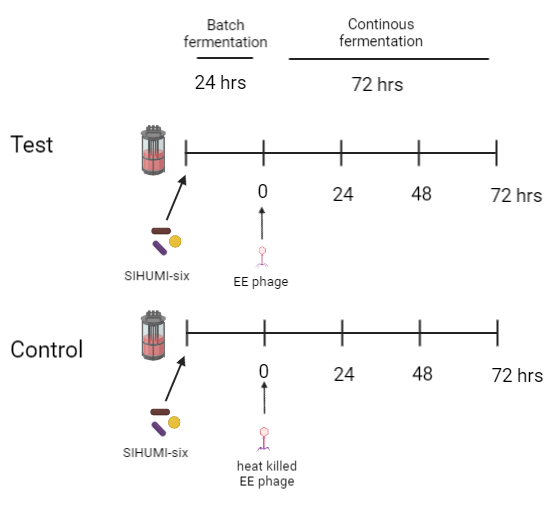 Batch
fermentation
Continous
fermentation
24 hrs
72 hrs
Test
0
24
48
72 hrs
SIHUMI-six
EE phage
Control
0
24
48
72 hrs
SIHUMI-six
heat killed
EE phage